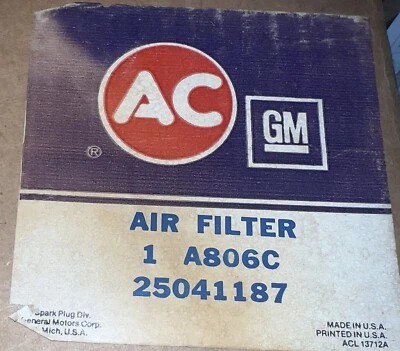 AC
GM
®
AIR FILTER
1 A806C
25041187
Spark Plug Div.
General Motors Corp.
Mich, U.S.A.
MADE IN U.S.A.
PRINTED IN U.S.A.
ACL 13712A